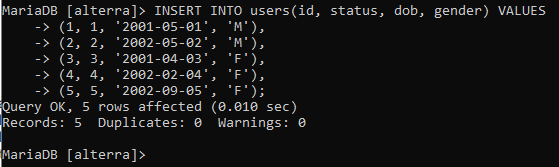 MariaDB [alterra]> INSERT INTO users(id, status, dob, gender) VALUES
-> (1, 1, '2001-05-01', 'M'),
-> (2, 2, '2002-05-02', 'M'),
-> (3, 3, '2001-04-03', 'F'),
-> (4, 4, '2002-02-04', 'F'),
-> (5, 5, '2002-09-05', 'F');
Query OK, 5 rows affected (0.010 sec)
Records: 5  Duplicates: 0  Warnings: 0
MariaDB [alterra]>